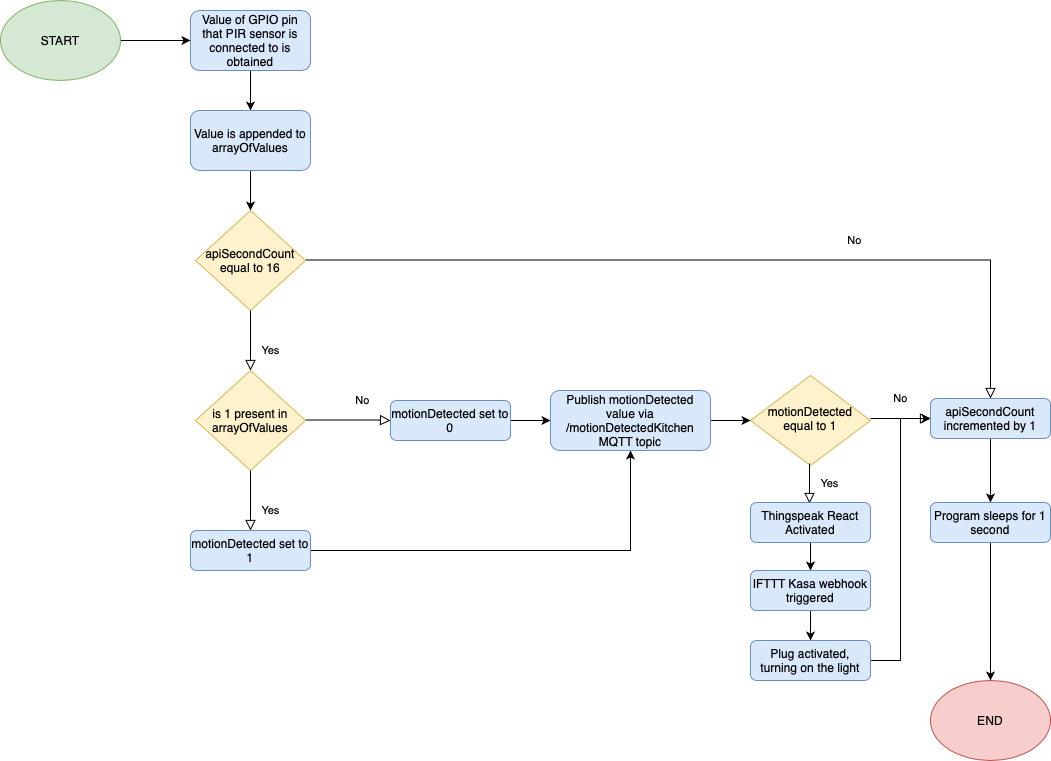 START
Value of GPIO pin
that PIR sensor is
connected to is
obtained
Value is appended to
arrayOfValues
apiSecondCount
equal to 16
No
Yes
is 1 present in
arrayOfValues
No
motionDetected set to
0
Publish motionDetected
value via
/motionDetectedKitchen
MQTT topic
motionDetected
equal to 1
No
apiSecondCount
incremented by 1
Yes
Yes
motionDetected set to
1
Thingspeak React
Activated
Program sleeps for 1
second
IFTTT Kasa webhook
triggered
Plug activated,
turning on the light
END